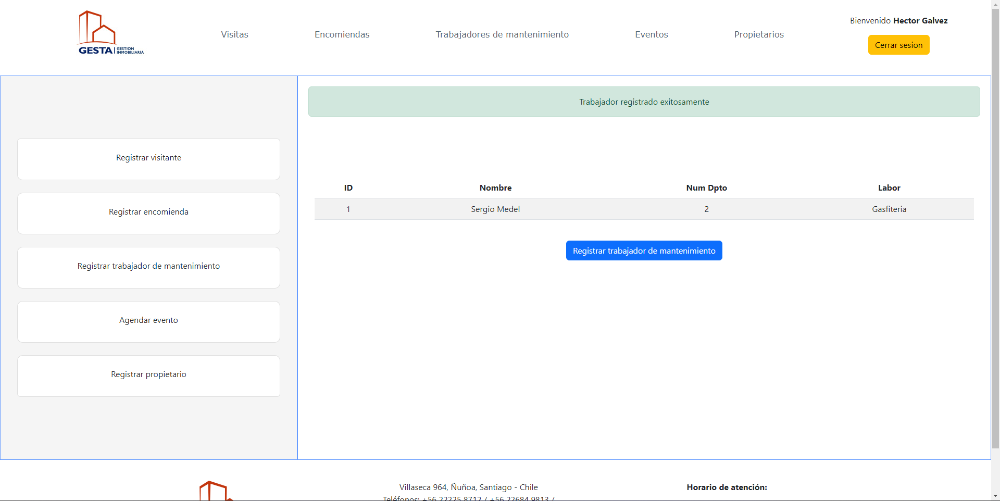 GESTA | GESTION INMOBILIARIA
Visitas
Encomiendas
Trabajadores de mantenimiento
Eventos
Propietarios
Bienvenido Hector Galvez
Cerrar sesion
Registrar visitante
Registrar encomienda
Registrar trabajador de mantenimiento
Agendar evento
Registrar propietario
Trabajador registrado exitosamente
ID Nombre Num Dpto Labor
1 Sergio Medel 2 Gasfiteria
Registrar trabajador de mantenimiento
Villaseca 964, Ñuñoa, Santiago - Chile
Teléfonos: +56 22225 8712 / +56 22684 9813 /
Horario de atención: